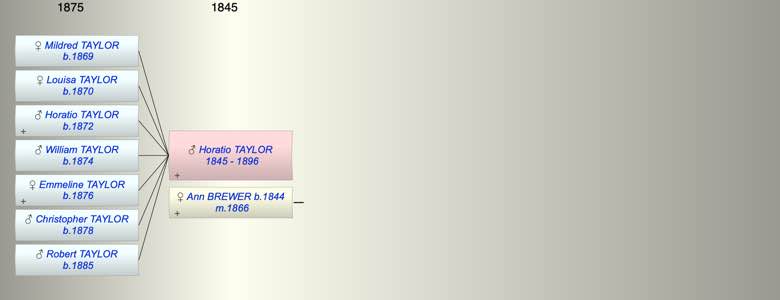 1875
1845
♀ Mildred TAYLOR
b.1869
♀ Louisa TAYLOR
b.1870
♂ Horatio TAYLOR
b.1872
+
♂ William TAYLOR
b.1874
♀ Emmeline TAYLOR
b.1876
+
♂ Christopher TAYLOR
b.1878
♂ Robert TAYLOR
b.1885
♂ Horatio TAYLOR
1845 - 1896
+
♀ Ann BREWER b.1844
m.1866
+